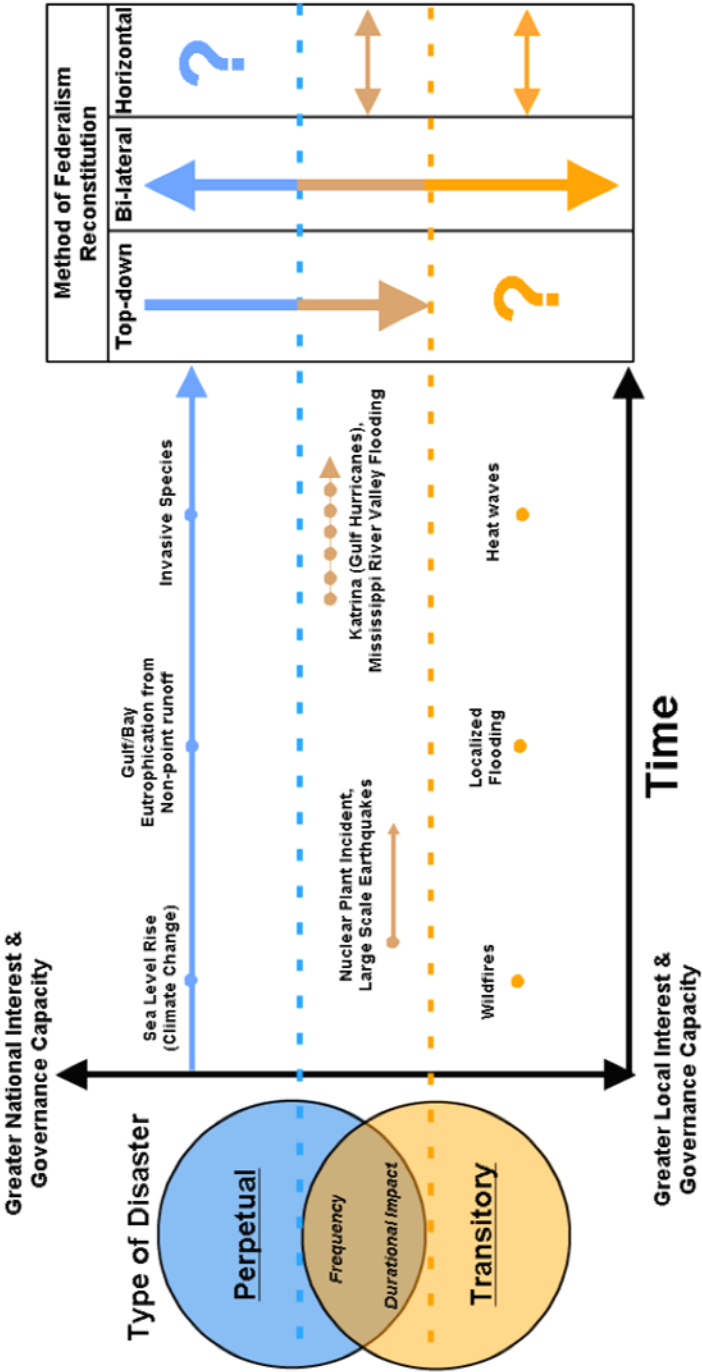 Greater National Interest &
Governance Capacity
Type of Disaster
Perpetual
Frequency
Durational Impact
Transitory
Sea Level Rise
(Climate Change)
Gulf/Bay
Eutrophication from
Non-point runoff
Invasive Species
Nuclear Plant Incident,
Large Scale Earthquakes
Katrina (Gulf Hurricanes),
Mississippi River Valley Flooding
Wildfires
Localized
Flooding
Heat waves
Greater Local Interest &
Governance Capacity
Time
Method of Federalism
Reconstitution
Top-down
Bi-lateral
Horizontal
?
?